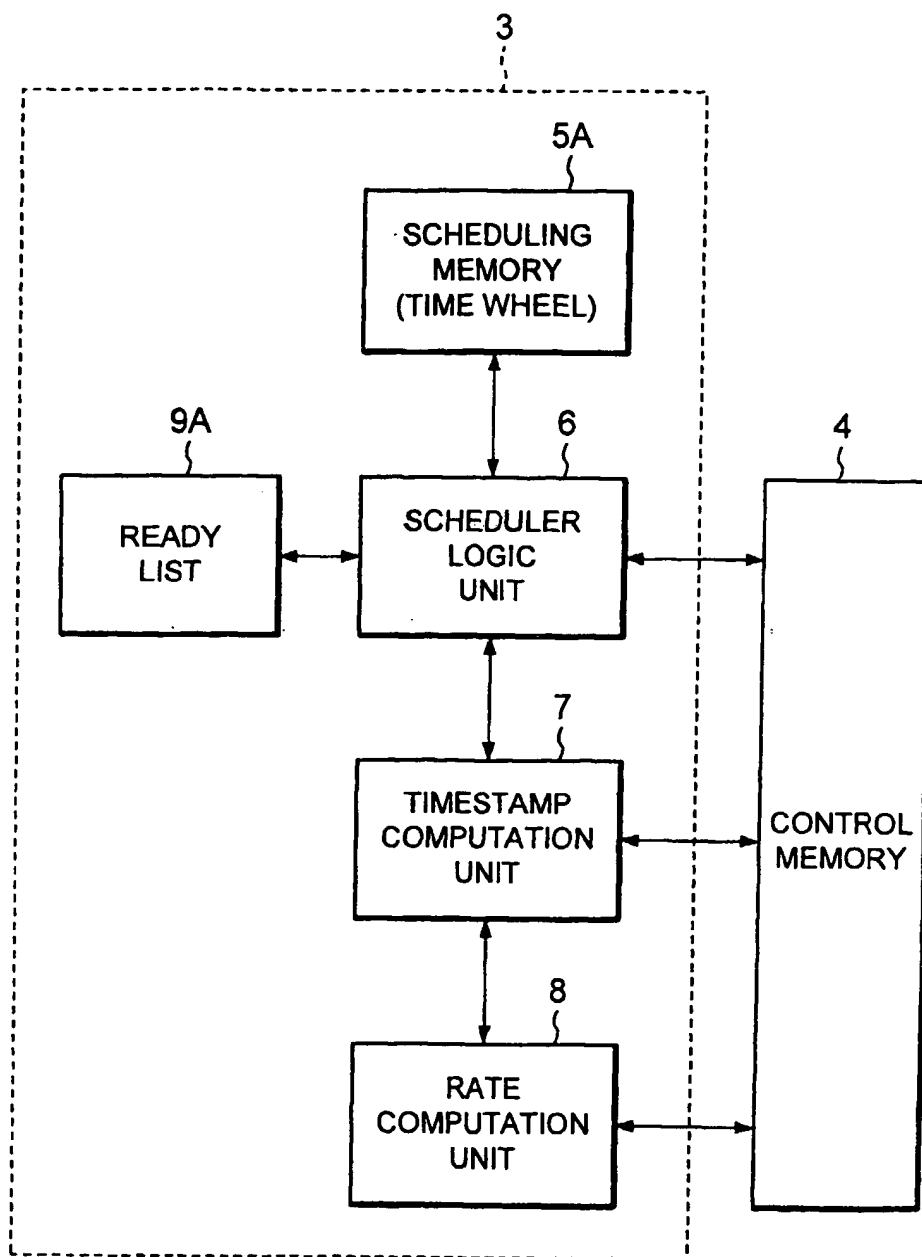 3
5A
SCHEDULING
MEMORY
(TIME WHEEL)
9A
6
4
READY
LIST
SCHEDULER
LOGIC
UNIT
7
TIMESTAMP
COMPUTATION
UNIT
CONTROL
MEMORY
8
RATE
COMPUTATION
UNIT